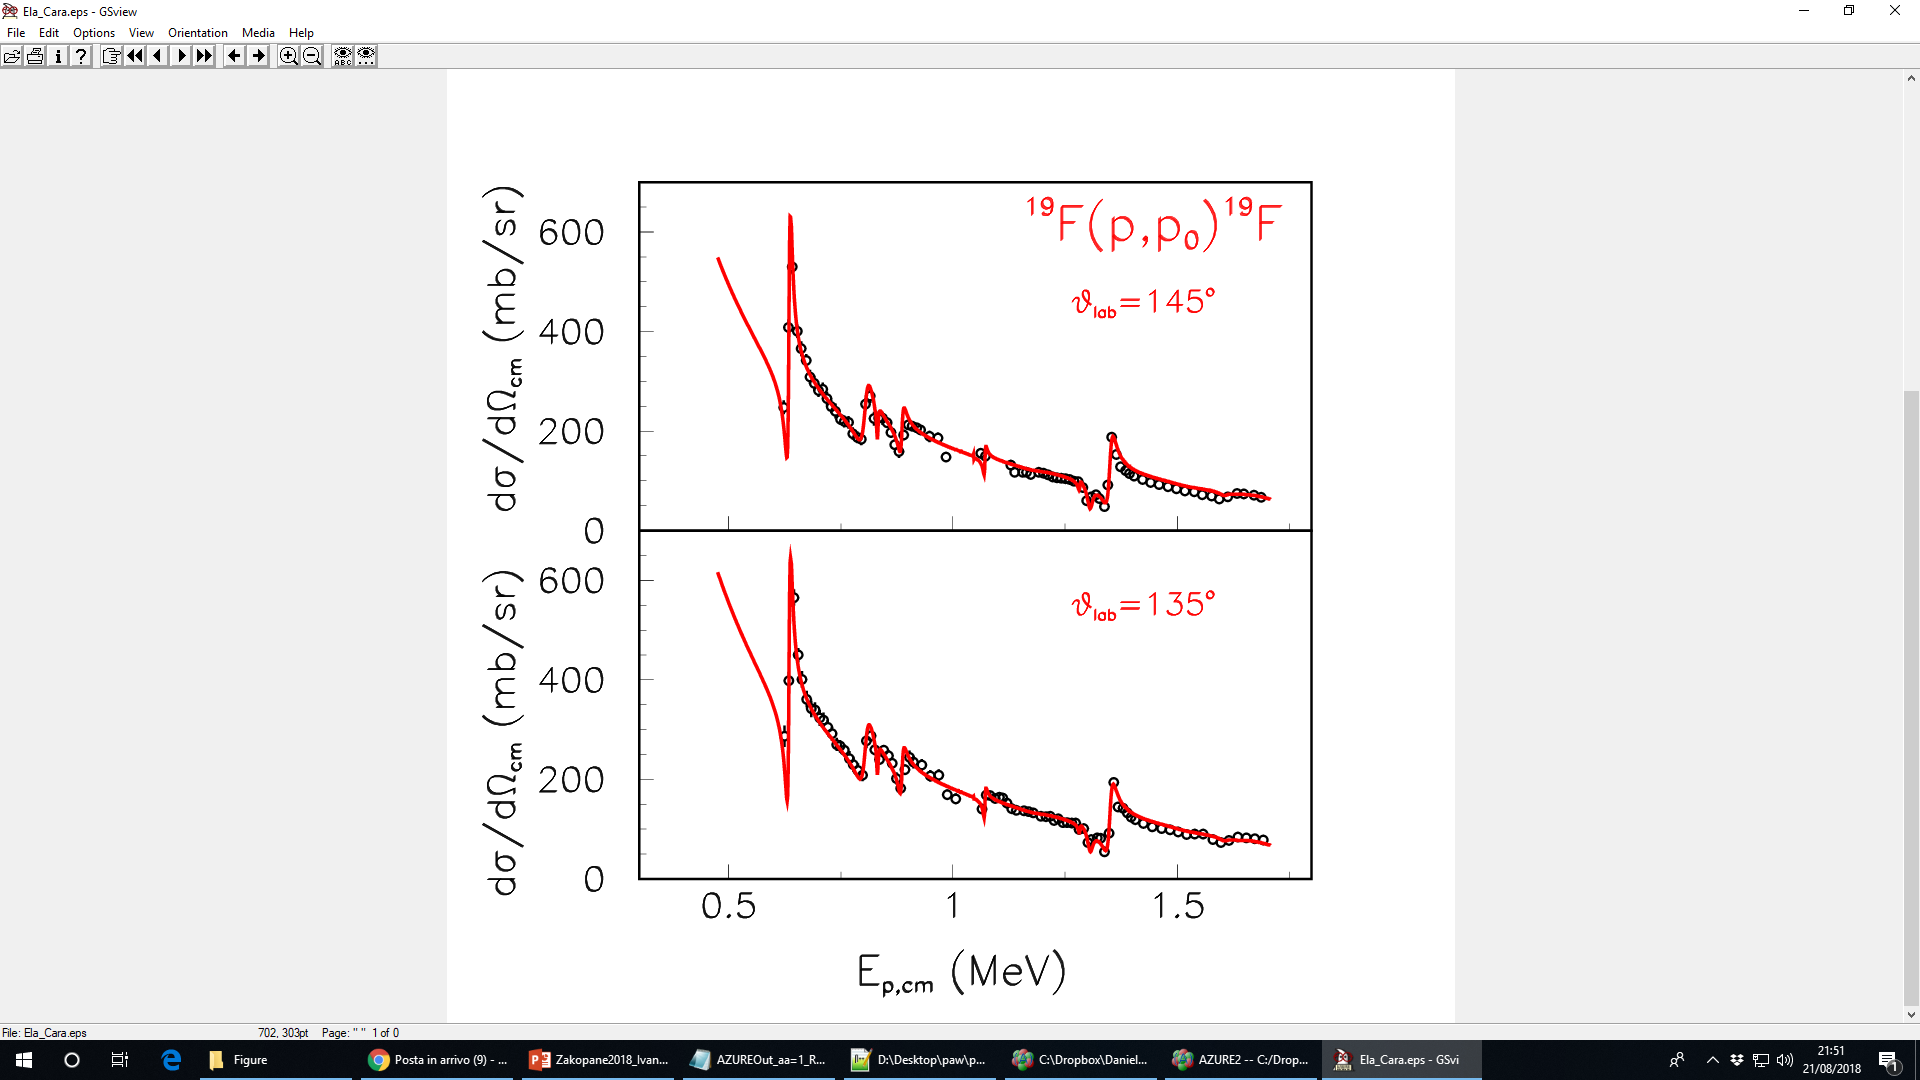 Ela_Cara.eps - GSview
File Edit Options View Orientation Media Help
¹⁹F(p,p₀)¹⁹F
ϑlab=145°
dσ/dΩcm (mb/sr)
600
400
200
0
ϑlab=135°
dσ/dΩcm (mb/sr)
600
400
200
0
0.5 1 1.5
Ep,cm (MeV)
File: Ela_Cara.eps 702, 303pt Page: " " 1 of 0
Figure
Posta in arrivo (9) - ...
Zakopane2018_Ivan...
AZUREOut_aa=1_R...
D:\Desktop\paw\p...
C:\Dropbox\Daniel...
AZURE2 -- C:/Drop...
Ela_Cara.eps - GSvi
21:51
21/08/2018
1